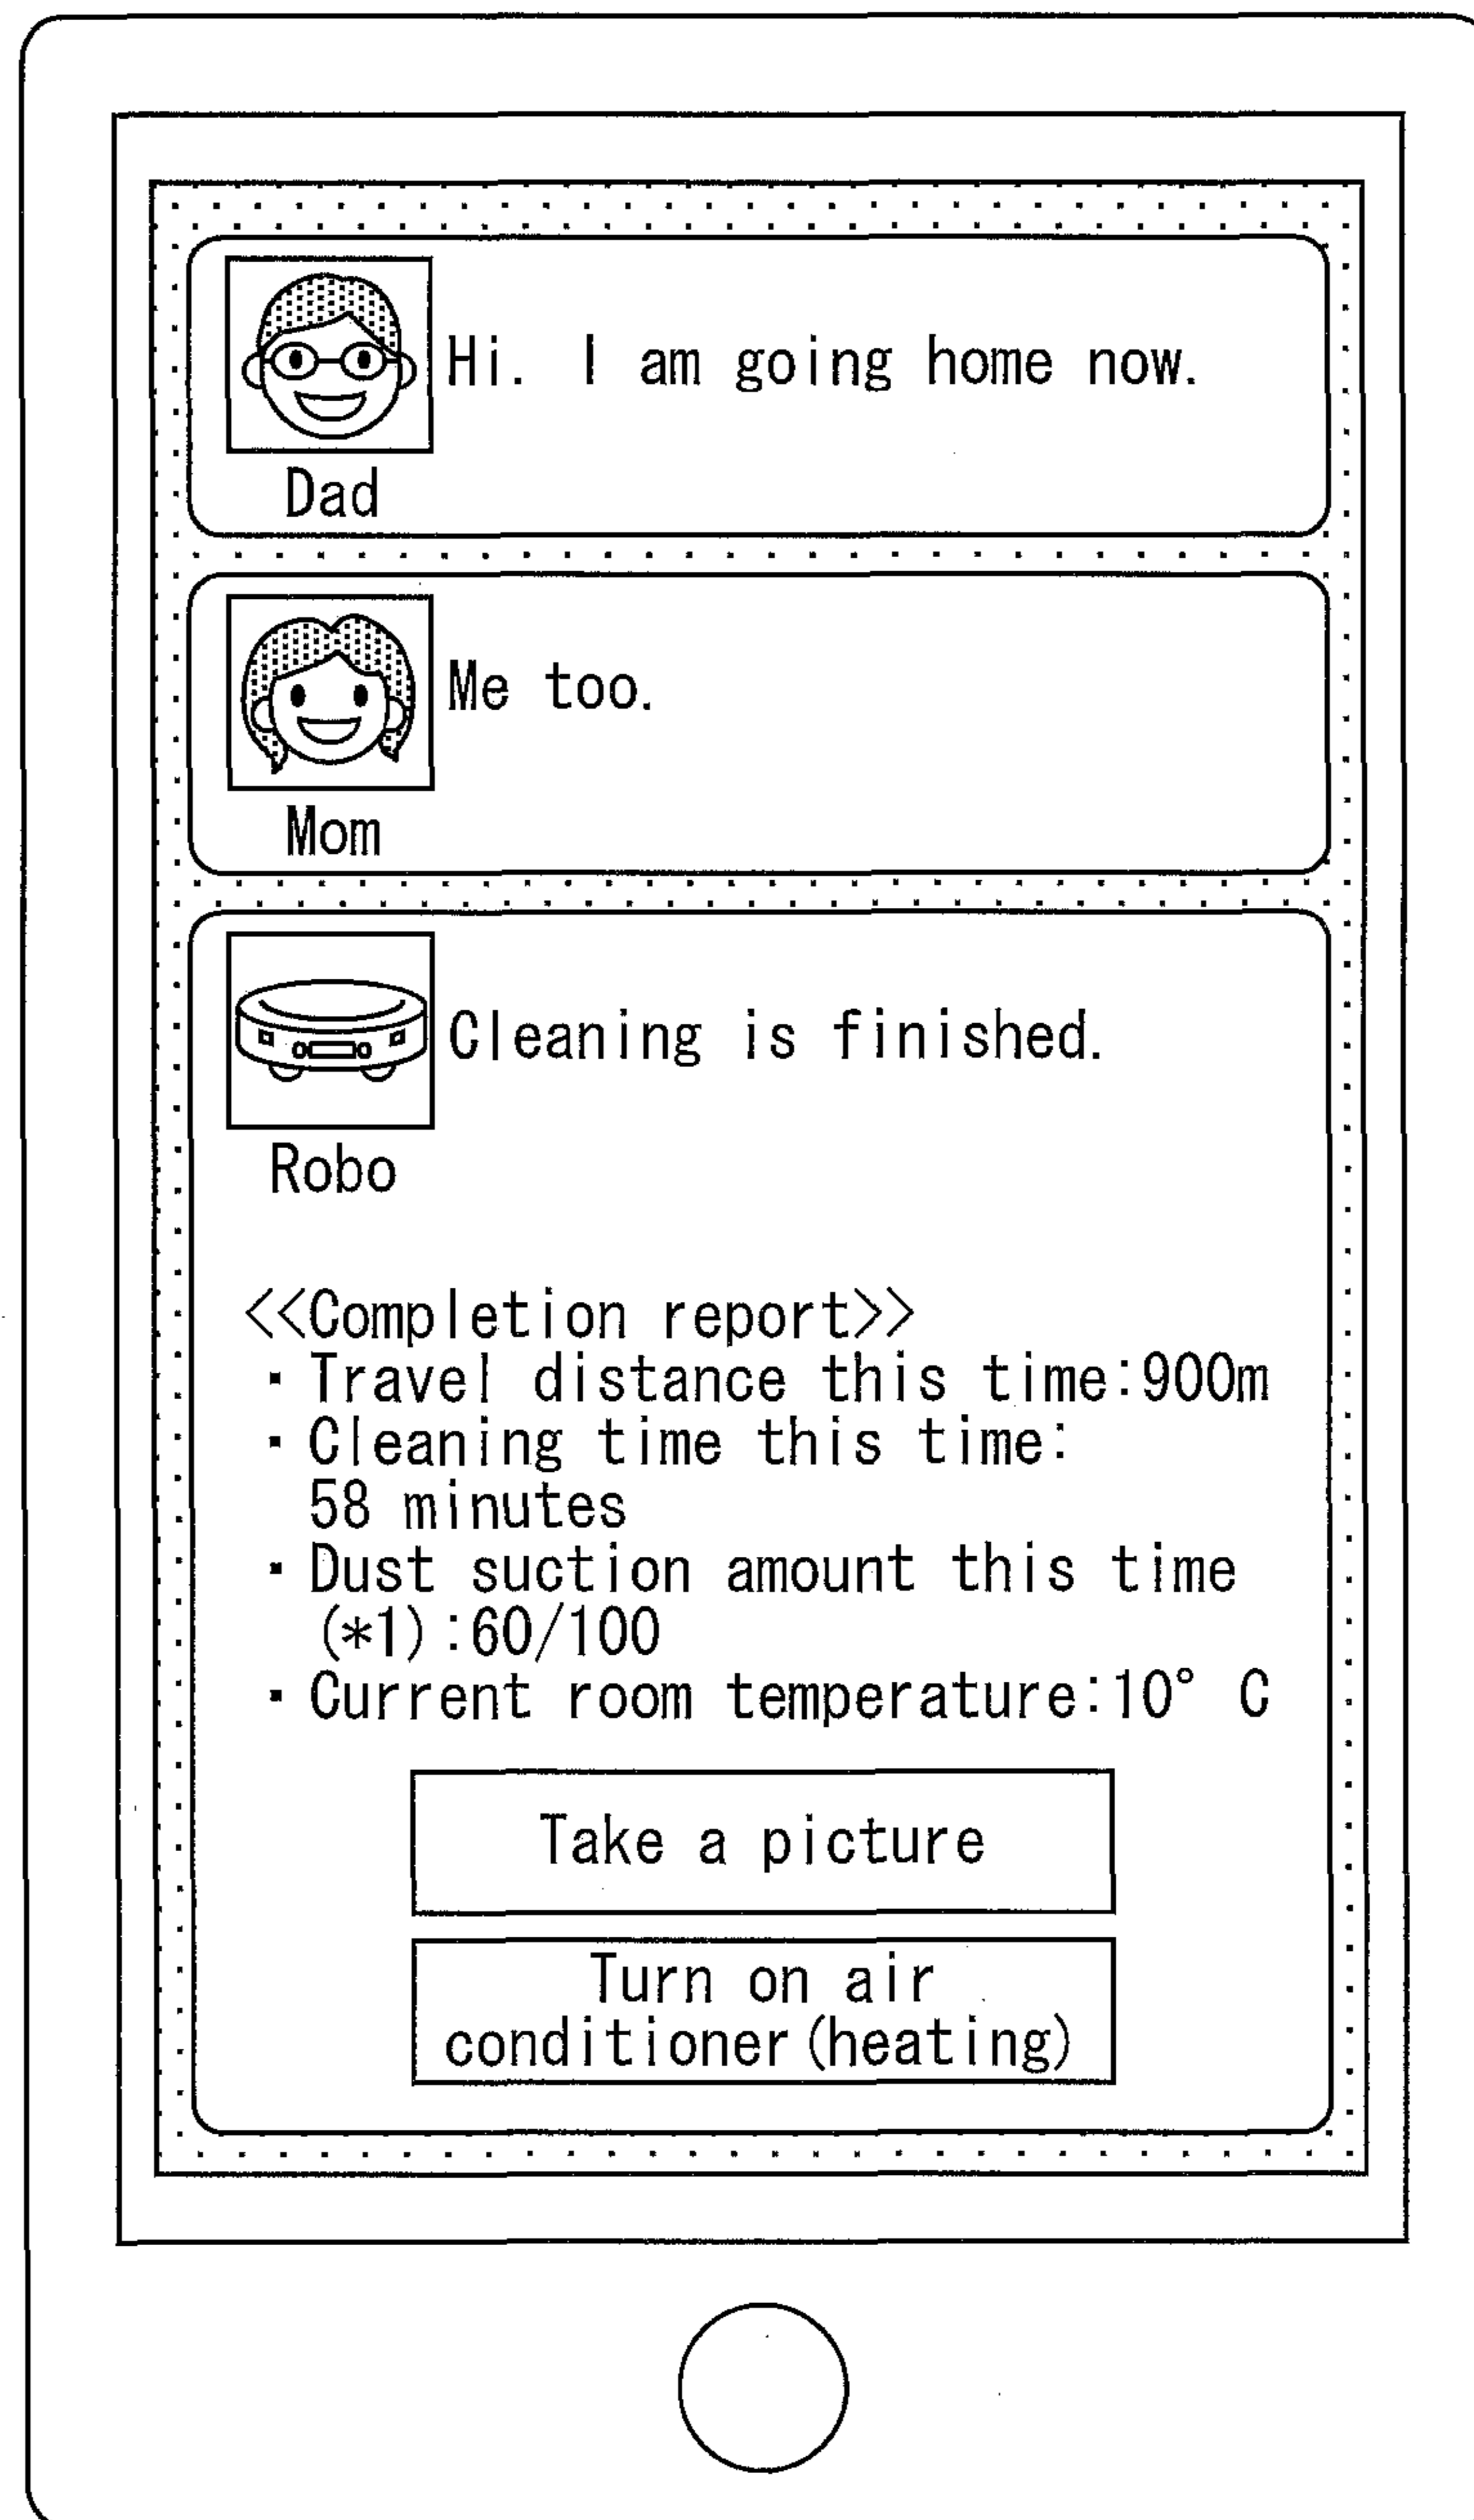 Hi. I am going home now.
Dad
Me too.
Mom
Cleaning is finished.
Robo
<<Completion report>>
・Travel distance this time:900m
・Cleaning time this time:
58 minutes
・Dust suction amount this time
(*1):60/100
・Current room temperature:10° C
Take a picture
Turn on air
conditioner(heating)